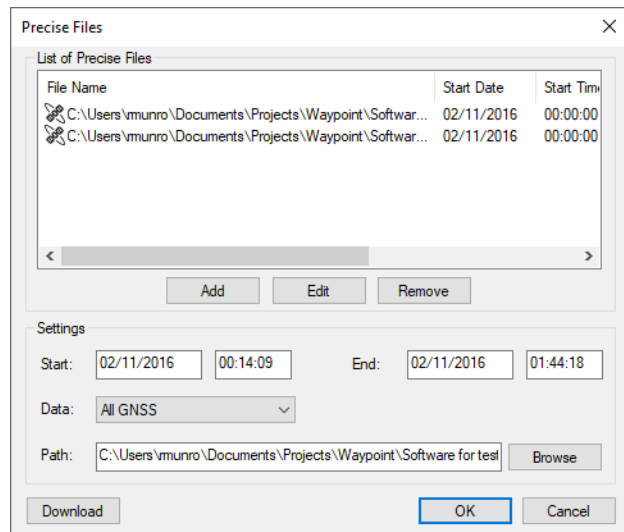 Precise Files
List of Precise Files
File Name Start Date Start Time
C:\Users\rmunro\Documents\Projects\Waypoint\Softwar... 02/11/2016 00:00:00
C:\Users\rmunro\Documents\Projects\Waypoint\Softwar... 02/11/2016 00:00:00
Add Edit Remove
Settings
Start: 02/11/2016 00:14:09 End: 02/11/2016 01:44:18
Data: All GNSS
Path: C:\Users\rmunro\Documents\Projects\Waypoint\Software for test Browse
Download OK Cancel